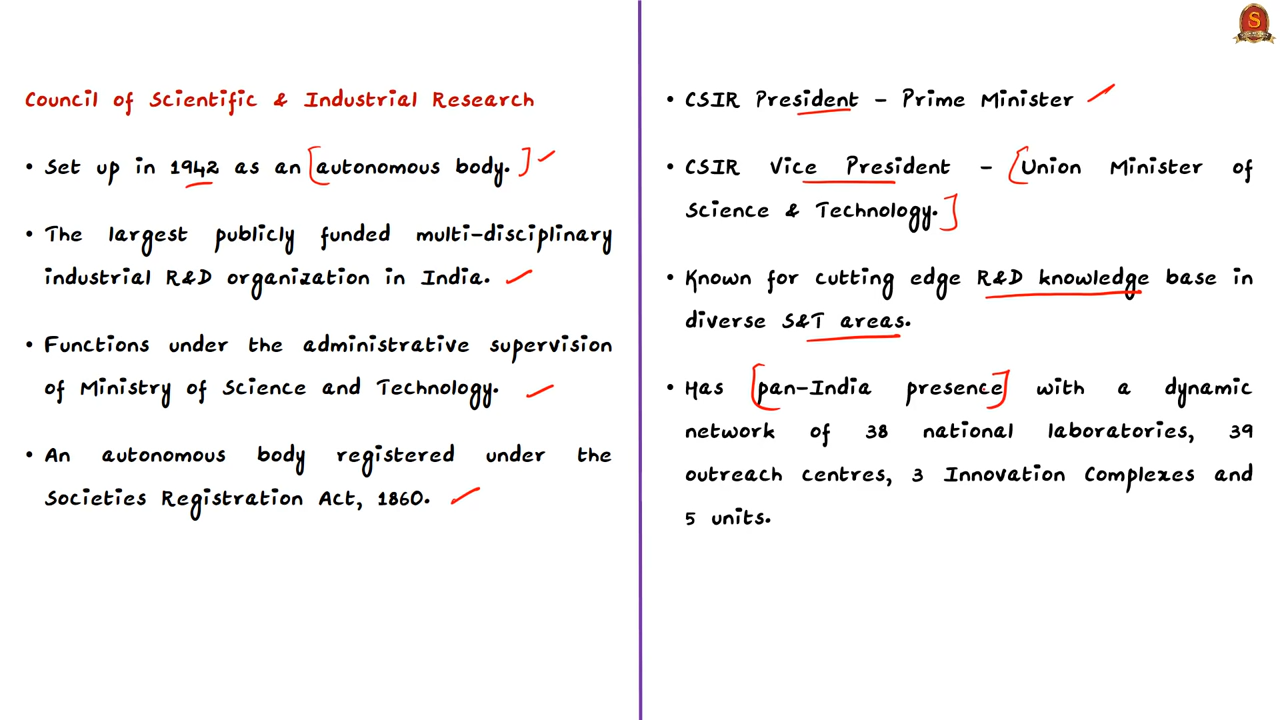 Council of Scientific & Industrial Research
• Set up in 1942 as an autonomous body.
• The largest publicly funded multi-disciplinary
industrial R&D organization in India.
• Functions under the administrative supervision
of Ministry of Science and Technology.
• An autonomous body registered under the
Societies Registration Act, 1860.
• CSIR President – Prime Minister
• CSIR Vice President – Union Minister of
Science & Technology.
• Known for cutting edge R&D knowledge base in
diverse S&T areas.
• Has pan-India presence with a dynamic
network of 38 national laboratories, 39
outreach centres, 3 Innovation Complexes and
5 units.
S